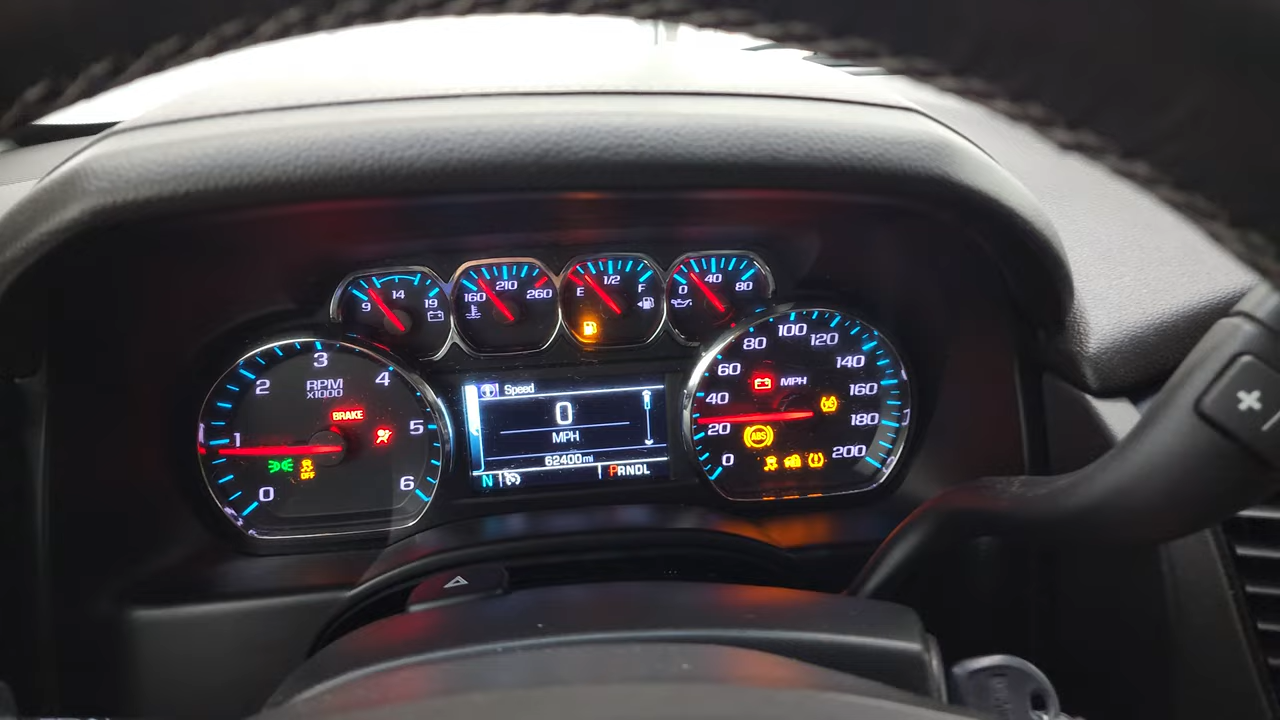 9 14 19
160 210 260
E 1/2 F
0 40 80
0 1 2 3 4 5 6
RPM
X1000
BRAKE
OFF
Speed
0
MPH
62400mi
N
PRNDL
0 20 40 60 80 100 120 140 160 180 200
MPH
ABS
+